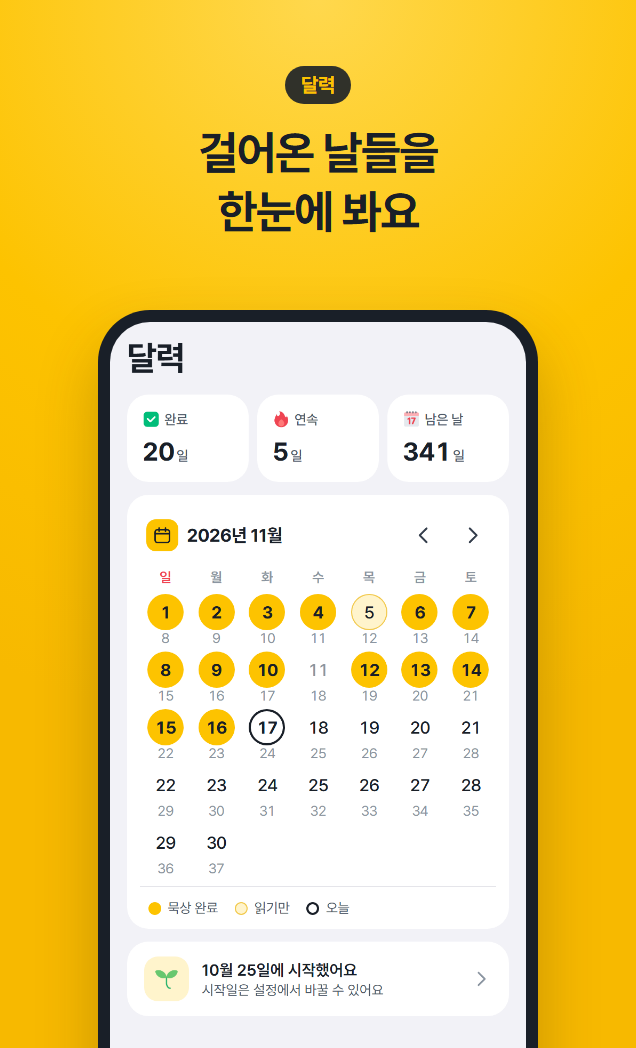 달력
걸어온 날들을
한눈에 봐요
달력
완료
20일
연속
5일
17
남은 날
341일
2026년 11월
일 월 화 수 목 금 토
1 2 3 4 5 6 7
8 9 10 11 12 13 14
8 9 10 11 12 13 14
15 16 17 18 19 20 21
15 16 17 18 19 20 21
22 23 24 25 26 27 28
22 23 24 25 26 27 28
29 30 31 32 33 34 35
29 30
36 37
묵상 완료 읽기만 오늘
10월 25일에 시작했어요
시작일은 설정에서 바꿀 수 있어요